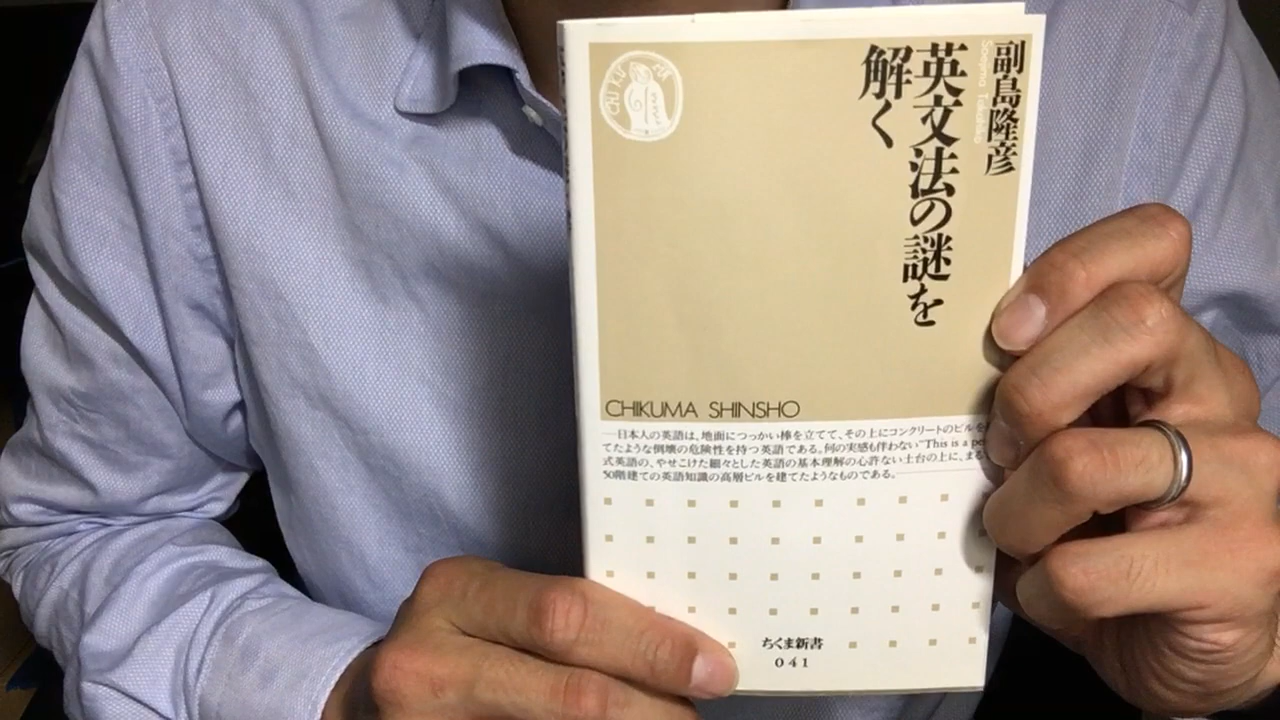 副島隆彦
Soejima Takahiko
英文法の謎を
解く
CHIKUMA SHINSHO
―日本人の英語は、地面につっかい棒を立てて、その上にコンクリートのビルを
てたような倒壊の危険性を持つ英語である。何の実感も伴わない“This is a pe
式英語の、やせこけた細々とした英語の基本理解の心許ない土台の上に、まる
50階建ての英語知識の高層ビルを建てたようなものである。
ちくま新書
041